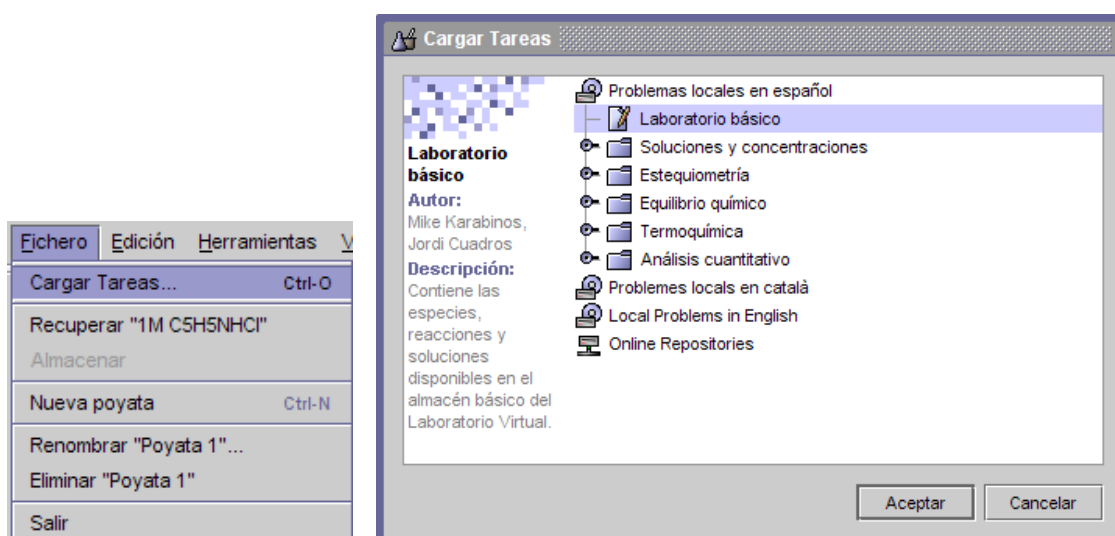 Fichero Edición Herramientas V
Cargar Tareas... Ctrl-O
Recuperar "1M C5H5NHCl"
Almacenar
Nueva poyata Ctrl-N
Renombrar "Poyata 1"...
Eliminar "Poyata 1"
Salir
Cargar Tareas
Laboratorio
básico
Autor:
Mike Karabinos,
Jordi Cuadros
Descripción:
Contiene las
especies,
reacciones y
soluciones
disponibles en el
almacén básico del
Laboratorio Virtual.
Problemas locales en español
Laboratorio básico
Soluciones y concentraciones
Estequiometría
Equilibrio químico
Termoquímica
Análisis cuantitativo
Problemes locals en català
Local Problems in English
Online Repositories
Aceptar Cancelar